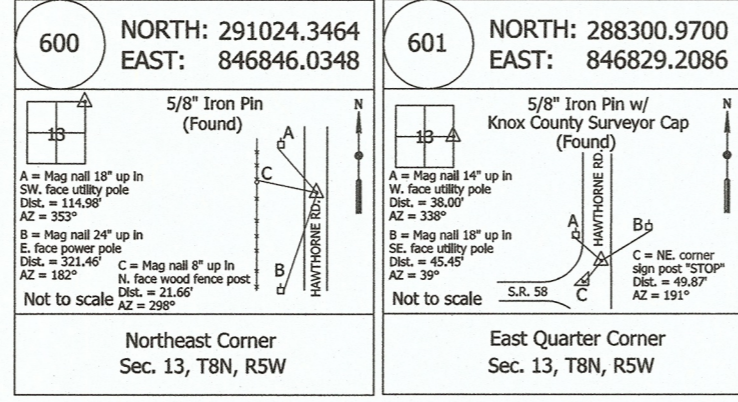 600
NORTH: 291024.3464
EAST: 846846.0348
13
5/8" Iron Pin
(Found)
N
A
C
B
HAWTHORNE RD.
A = Mag nail 18" up in
SW. face utility pole
Dist. = 114.98'
AZ = 353°
B = Mag nail 24" up in
E. face power pole
Dist. = 321.46'
AZ = 182°
C = Mag nail 8" up in
N. face wood fence post
Dist. = 21.66'
AZ = 298°
Not to scale
Northeast Corner
Sec. 13, T8N, R5W
601
NORTH: 288300.9700
EAST: 846829.2086
13
5/8" Iron Pin w/
Knox County Surveyor Cap
(Found)
N
HAWTHORNE RD.
A
B
C
S.R. 58
A = Mag nail 14" up in
W. face utility pole
Dist. = 38.00'
AZ = 338°
B = Mag nail 18" up in
SE. face utility pole
Dist. = 45.45'
AZ = 39°
C = NE. corner
sign post "STOP"
Dist. = 49.87'
AZ = 191°
Not to scale
East Quarter Corner
Sec. 13, T8N, R5W